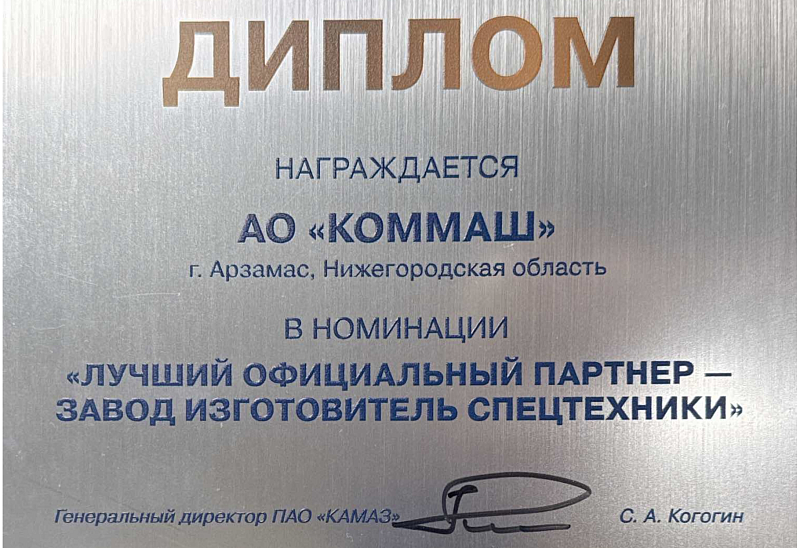 ДИПЛОМ
НАГРАЖДАЕТСЯ
АО «КОММАШ»
г. Арзамас, Нижегородская область
В НОМИНАЦИИ
«ЛУЧШИЙ ОФИЦИАЛЬНЫЙ ПАРТНЕР —
ЗАВОД ИЗГОТОВИТЕЛЬ СПЕЦТЕХНИКИ»
Генеральный директор ПАО «КАМАЗ» С. А. Когогин